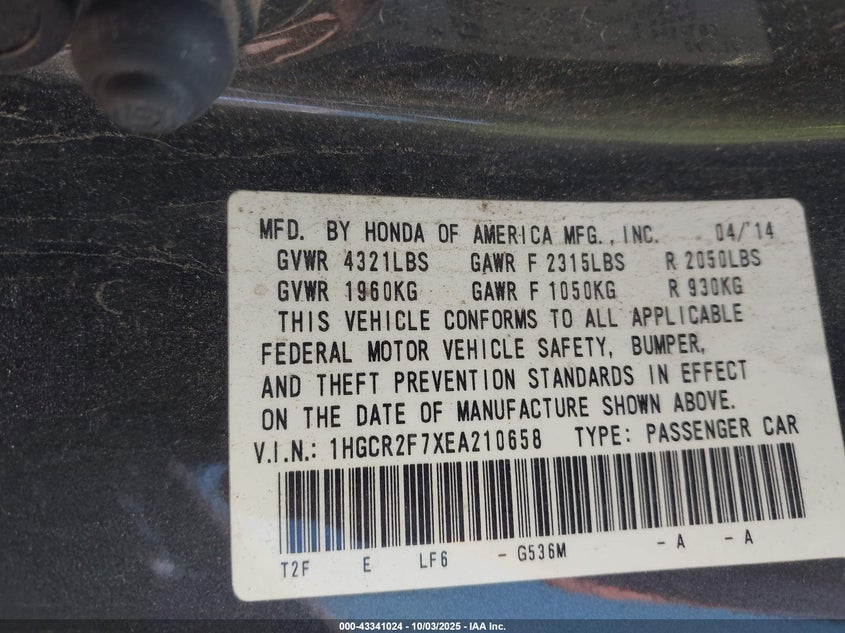 MFD. BY HONDA OF AMERICA MFG., INC. 04/14
GVWR 4321LBS GAWR F 2315LBS R 2050LBS
GVWR 1960KG GAWR F 1050KG R 930KG
THIS VEHICLE CONFORMS TO ALL APPLICABLE
FEDERAL MOTOR VEHICLE SAFETY, BUMPER,
AND THEFT PREVENTION STANDARDS IN EFFECT
ON THE DATE OF MANUFACTURE SHOWN ABOVE.
V.I.N.: 1HGCR2F7XEA210658 TYPE: PASSENGER CAR
T2F E LF6 - G536M - A - A
000-43341024 - 10/03/2025 - IAA Inc.